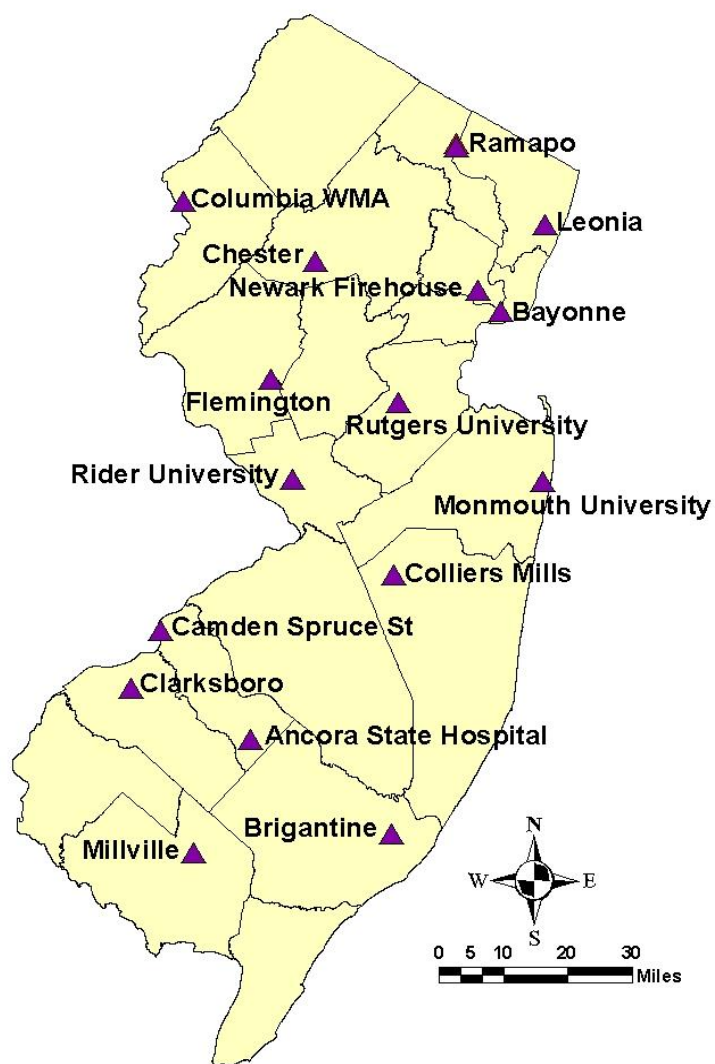 Ramapo
Columbia WMA
Leonia
Chester
Newark Firehouse
Bayonne
Flemington
Rutgers University
Rider University
Monmouth University
Colliers Mills
Camden Spruce St
Clarksboro
Ancora State Hospital
Brigantine
Millville
N
W E
S
0 5 10 20 30
Miles